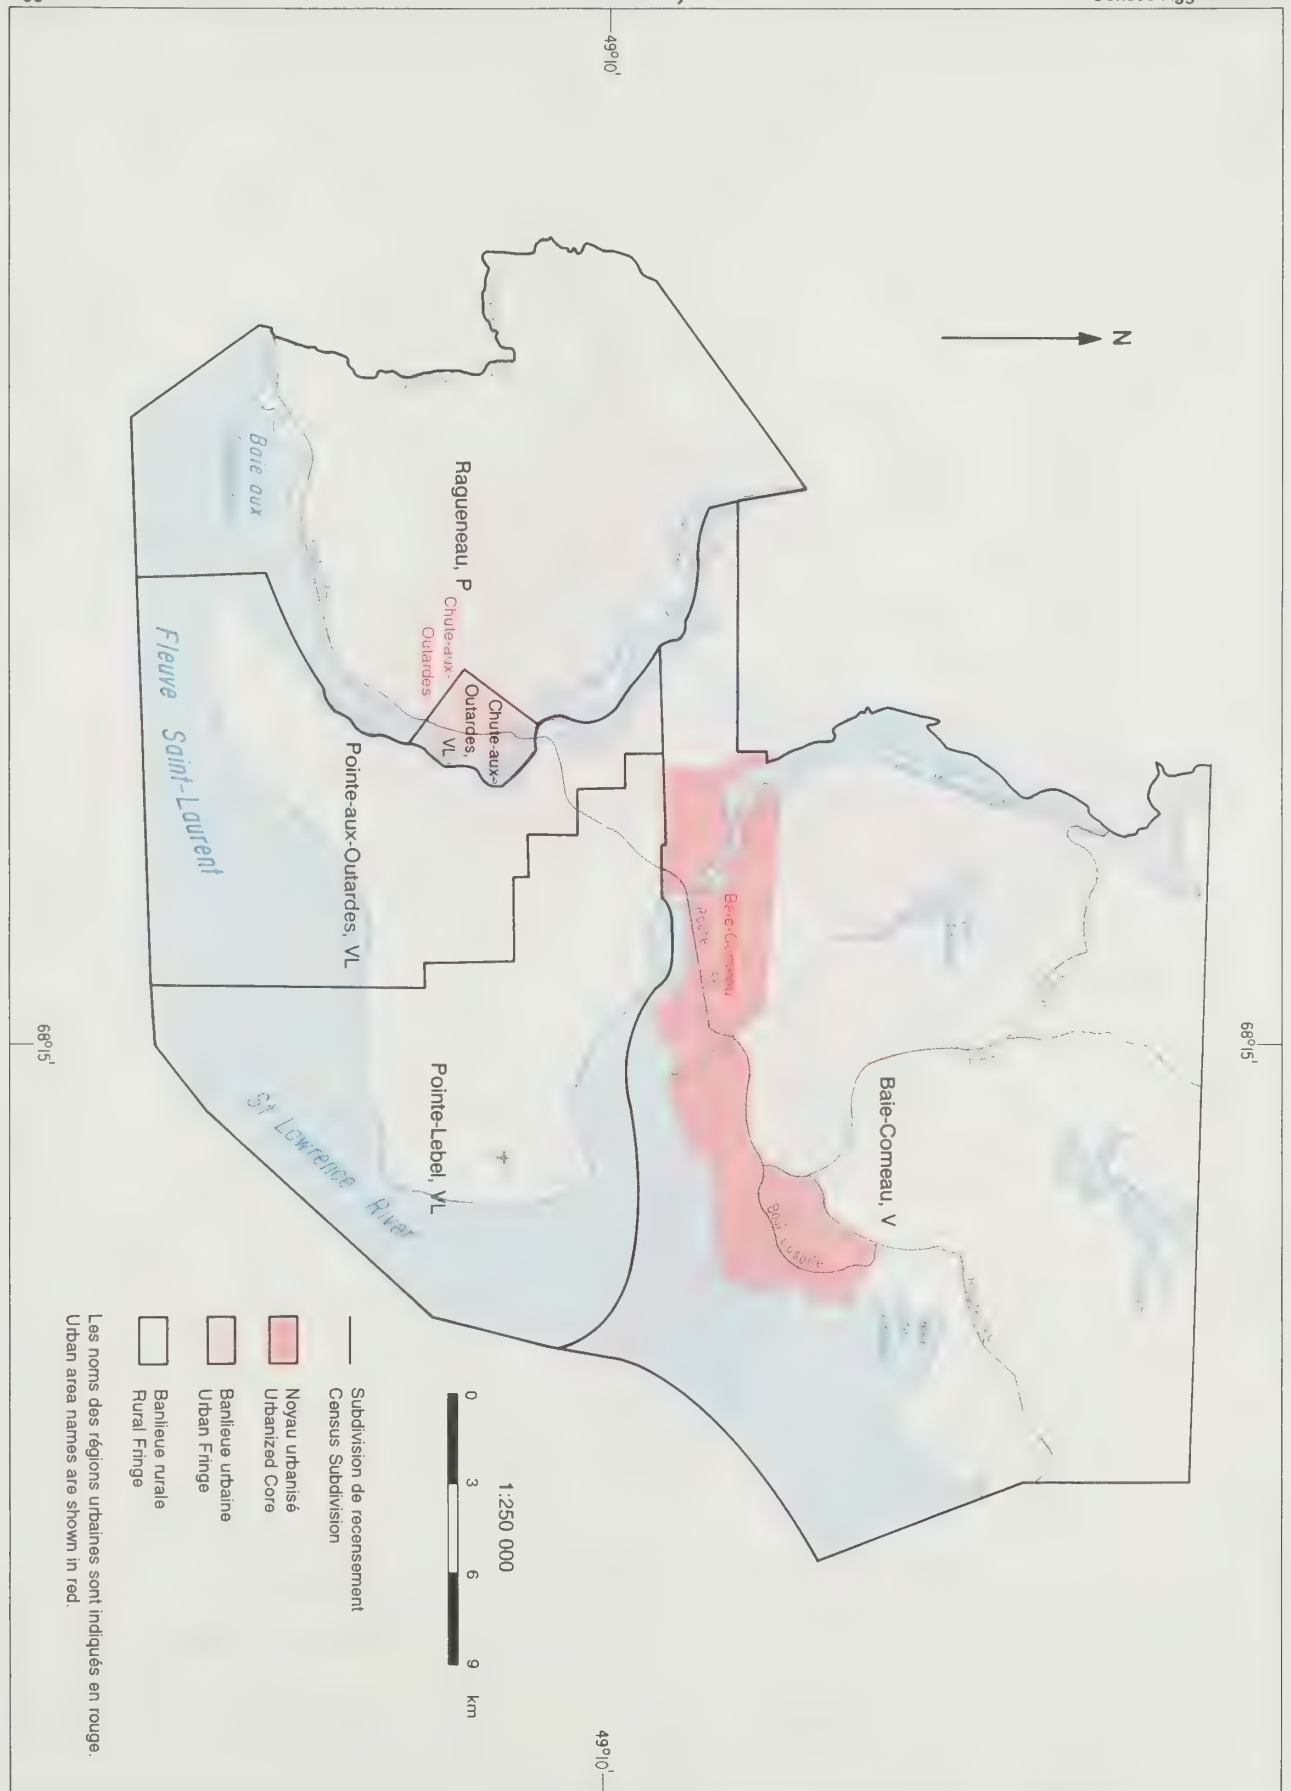 49°10'
68°15'
N
Baie-Comeau, V
Baie-Comeau
Route
Ragueneau, P
Chute-aux-
Outardes
Chute-aux-
Outardes,
VL
Baie aux
Pointe-aux-Outardes, VL
Pointe-Lebel, VL
Fleuve Saint-Laurent
St Lawrence River
68°15'
49°10'
1:250 000
0 3 6 9 km
Subdivision de recensement
Census Subdivision
Noyau urbanisé
Urbanized Core
Banlieue urbaine
Urban Fringe
Banlieue rurale
Rural Fringe
Les noms des régions urbaines sont indiqués en rouge.
Urban area names are shown in red.